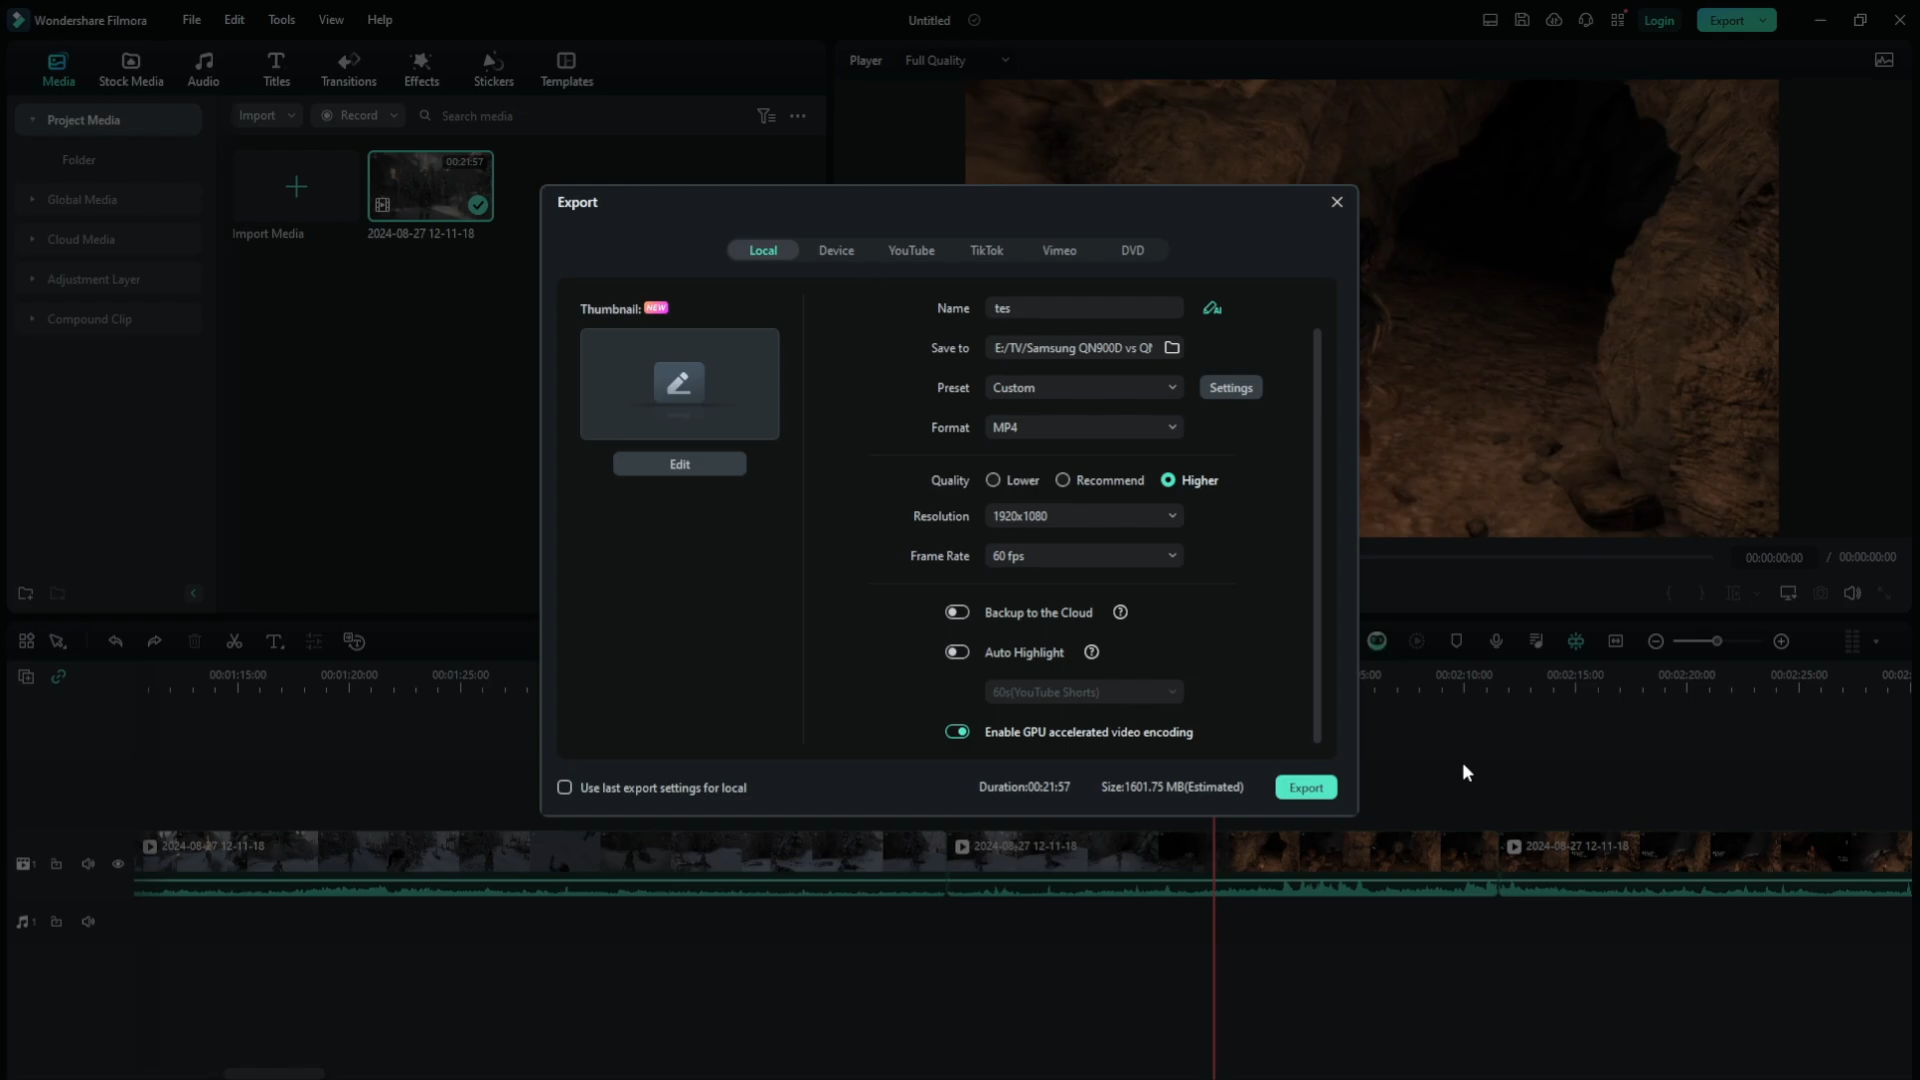 Wondershare Filmora
File
Edit
Tools
View
Help
Untitled
Login
Export
Media
Stock Media
Audio
Titles
Transitions
Effects
Stickers
Templates
Player
Full Quality
Project Media
Folder
Global Media
Cloud Media
Adjustment Layer
Compound Clip
Import
Record
Search media
00:21:57
Import Media
2024-08-27 12-11-18
Export
Local
Device
YouTube
TikTok
Vimeo
DVD
Thumbnail: NEW
Edit
Name
tes
Save to
E:/TV/Samsung QN900D vs
Preset
Custom
Settings
Format
MP4
Quality
Lower
Recommend
Higher
Resolution
1920x1080
Frame Rate
60 fps
Backup to the Cloud
Auto Highlight
60s(YouTube Shorts)
Enable GPU accelerated video encoding
Use last export settings for local
Duration:00:21:57
Size:1601.75 MB(Estimated)
Export
00:00:00:00 / 00:00:00:00
00:01:15:00
00:01:20:00
00:01:25:00
00:02:10:00
00:02:15:00
00:02:20:00
00:02:25:00
2024-08-27 12-11-18
2024-08-27 12-11-18
2024-08-27 12-11-18
1
1